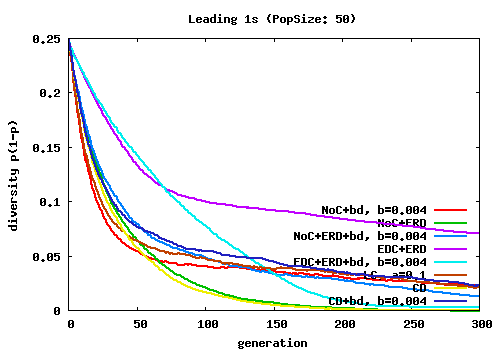 Leading 1s (PopSize: 50)
0.25
0.2
0.15
0.1
0.05
0
diversity p(1-p)
NoC+bd, b=0.004
NoC+ERD
NoC+ERD+bd, b=0.008
EDC+ERD
EDC+ERD+bd, b=0.004
a=0.1
CD
CD+bd, b=0.004
0 50 100 150 200 250 300
generation